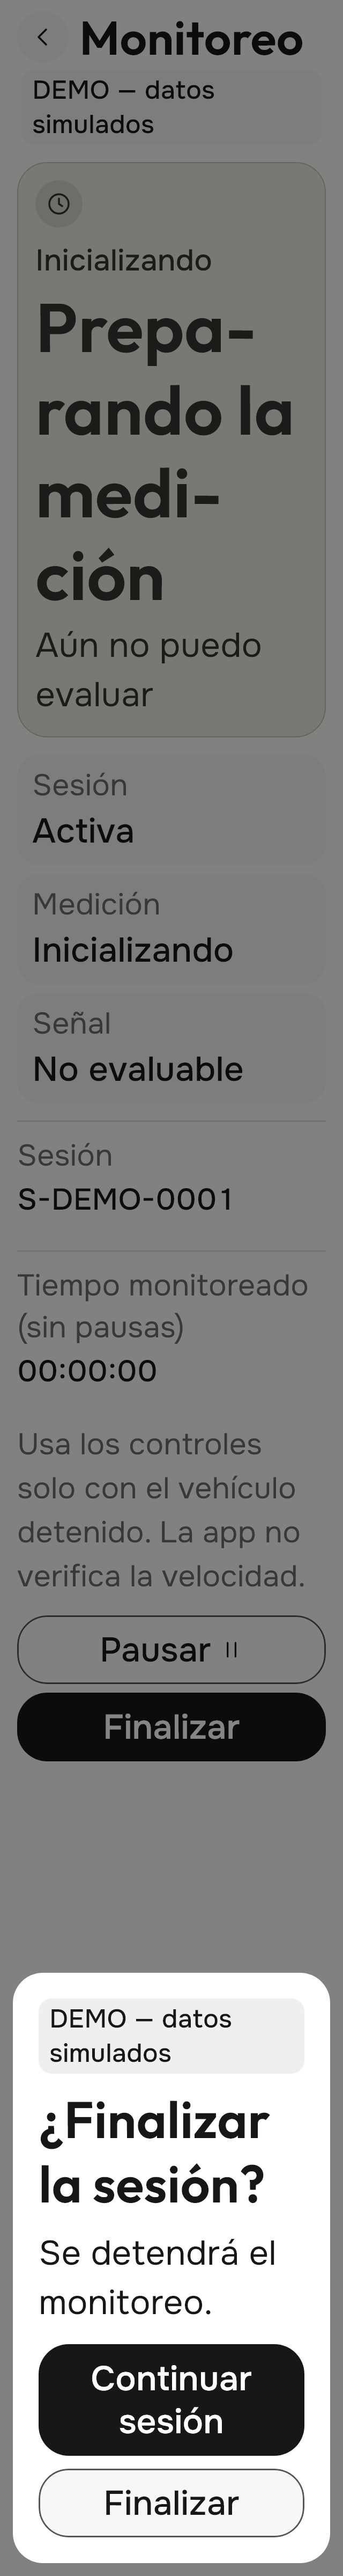 Monitoreo
DEMO — datos
simulados
Inicializando
Prepa-
rando la
medi-
ción
Aún no puedo
evaluar
Sesión
Activa
Medición
Inicializando
Señal
No evaluable
Sesión
S-DEMO-0001
Tiempo monitoreado
(sin pausas)
00:00:00
Usa los controles
solo con el vehículo
detenido. La app no
verifica la velocidad.
Pausar
Finalizar
DEMO — datos
simulados
¿Finalizar
la sesión?
Se detendrá el
monitoreo.
Continuar
sesión
Finalizar